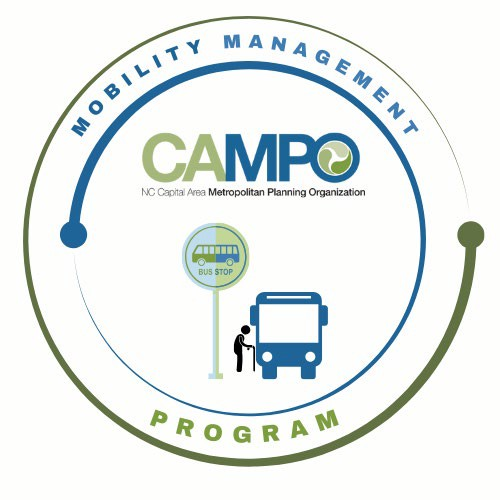 MOBILITY MANAGEMENT
CAMPO
NC Capital Area Metropolitan Planning Organization
BUS STOP
PROGRAM